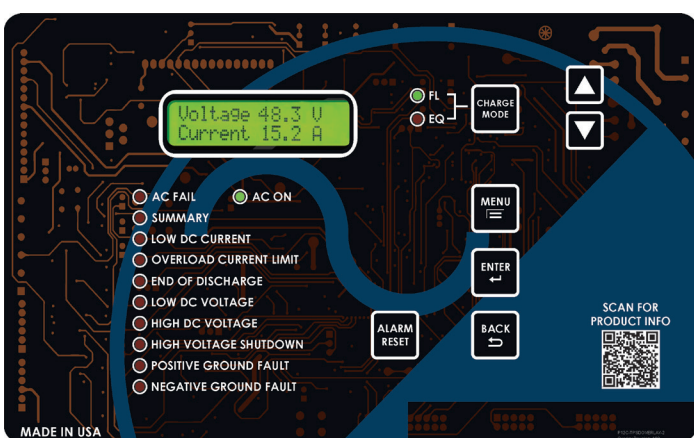 Voltage 48.3 V
Current 15.2 A
FL
EQ
CHARGE
MODE
AC FAIL
AC ON
SUMMARY
LOW DC CURRENT
OVERLOAD CURRENT LIMIT
END OF DISCHARGE
LOW DC VOLTAGE
HIGH DC VOLTAGE
HIGH VOLTAGE SHUTDOWN
POSITIVE GROUND FAULT
NEGATIVE GROUND FAULT
MENU
ENTER
BACK
ALARM
RESET
SCAN FOR
PRODUCT INFO
MADE IN USA